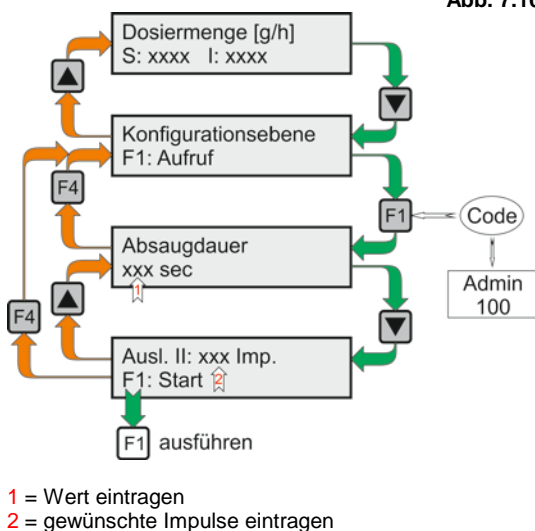 Abb. 7.10
Dosiermenge [g/h]
S: xxxx I: xxxx
Konfigurationsebene
F1: Aufruf
F4
F1
Code
Admin
100
Absaugdauer
xxx sec
1
F4
Ausl. II: xxx Imp.
F1: Start 2
F1 ausführen
1 = Wert eintragen
2 = gewünschte Impulse eintragen